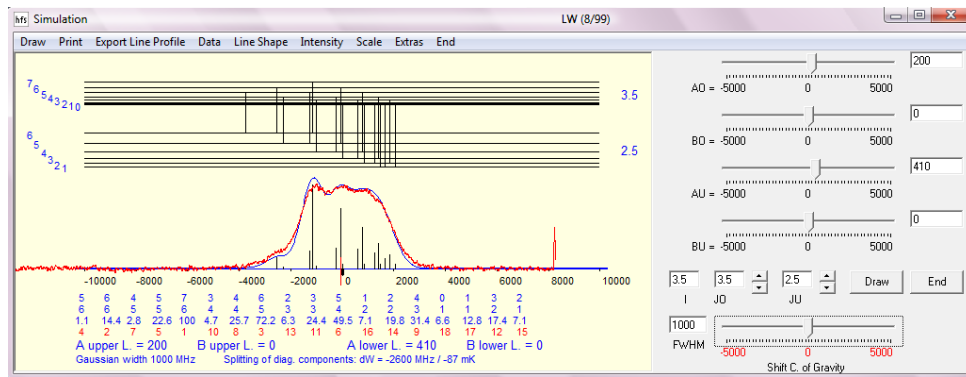 hfs Simulation LW (8/99)
Draw Print Export Line Profile Data Line Shape Intensity Scale Extras End
7 6 5 4 3 2 1 0 3.5
6 5 4 3 2 1 2.5
-10000 -8000 -6000 -4000 -2000 0 2000 4000 6000 8000 10000
5 6 4 5 7 3 4 6 2 3 5 1 2 4 0 1 3 2
6 6 5 5 6 4 4 5 3 3 4 2 2 3 1 1 2 1
1.1 14.4 2.8 22.6 100 4.7 25.7 72.2 6.3 24.4 49.5 7.1 19.8 31.4 6.6 12.8 17.4 7.1
4 2 7 5 1 10 8 3 13 11 6 16 14 9 18 17 12 15
A upper L. = 200 B upper L. = 0 A lower L. = 410 B lower L. = 0
Gaussian width 1000 MHz Splitting of diag. components: dW = -2600 MHz / -87 mK
200
AO = -5000 0 5000
0
BO = -5000 0 5000
410
AU = -5000 0 5000
0
BU = -5000 0 5000
3.5 3.5 2.5 Draw End
I JO JU
1000
FWHM -5000 0 5000
Shift C. of Gravity